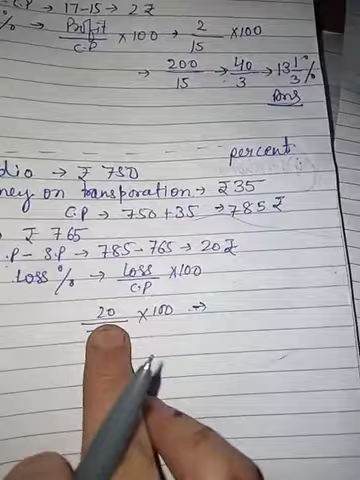 C.P → 17-15 → 2 ₹
% → Profit/C.P × 100 → 2/15 × 100
→ 200/15 → 40/3 → 13 1/3 %
Ans
percent.
dio → ₹ 750
ney on transporation → ₹35
C.P → 750 + 35 → 785 ₹
→ ₹ 765
.P - S.P → 785 - 765 → 20 ₹
Loss % → Loss/C.P × 100
20 × 100 →